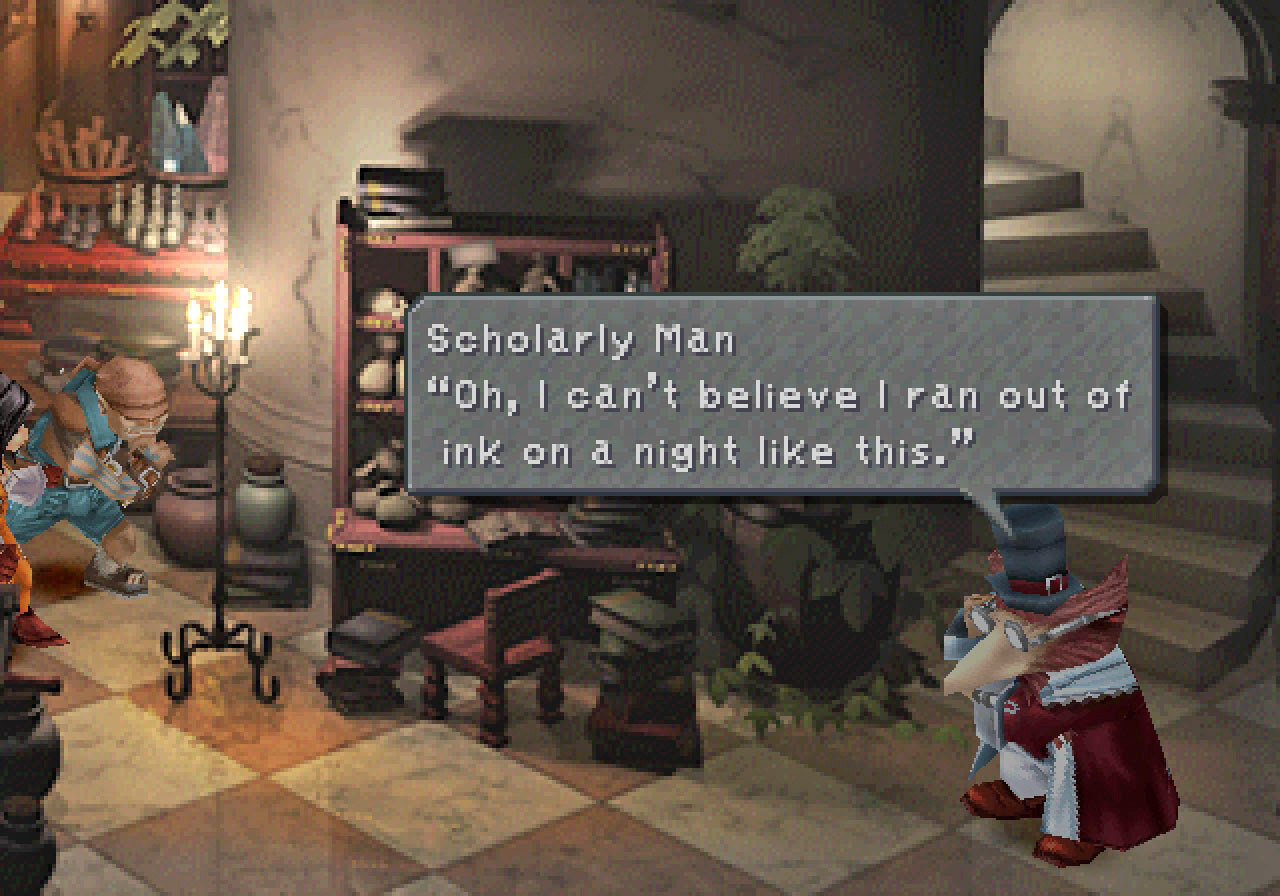 Scholarly Man
“Oh, I can't believe I ran out of
ink on a night like this.”